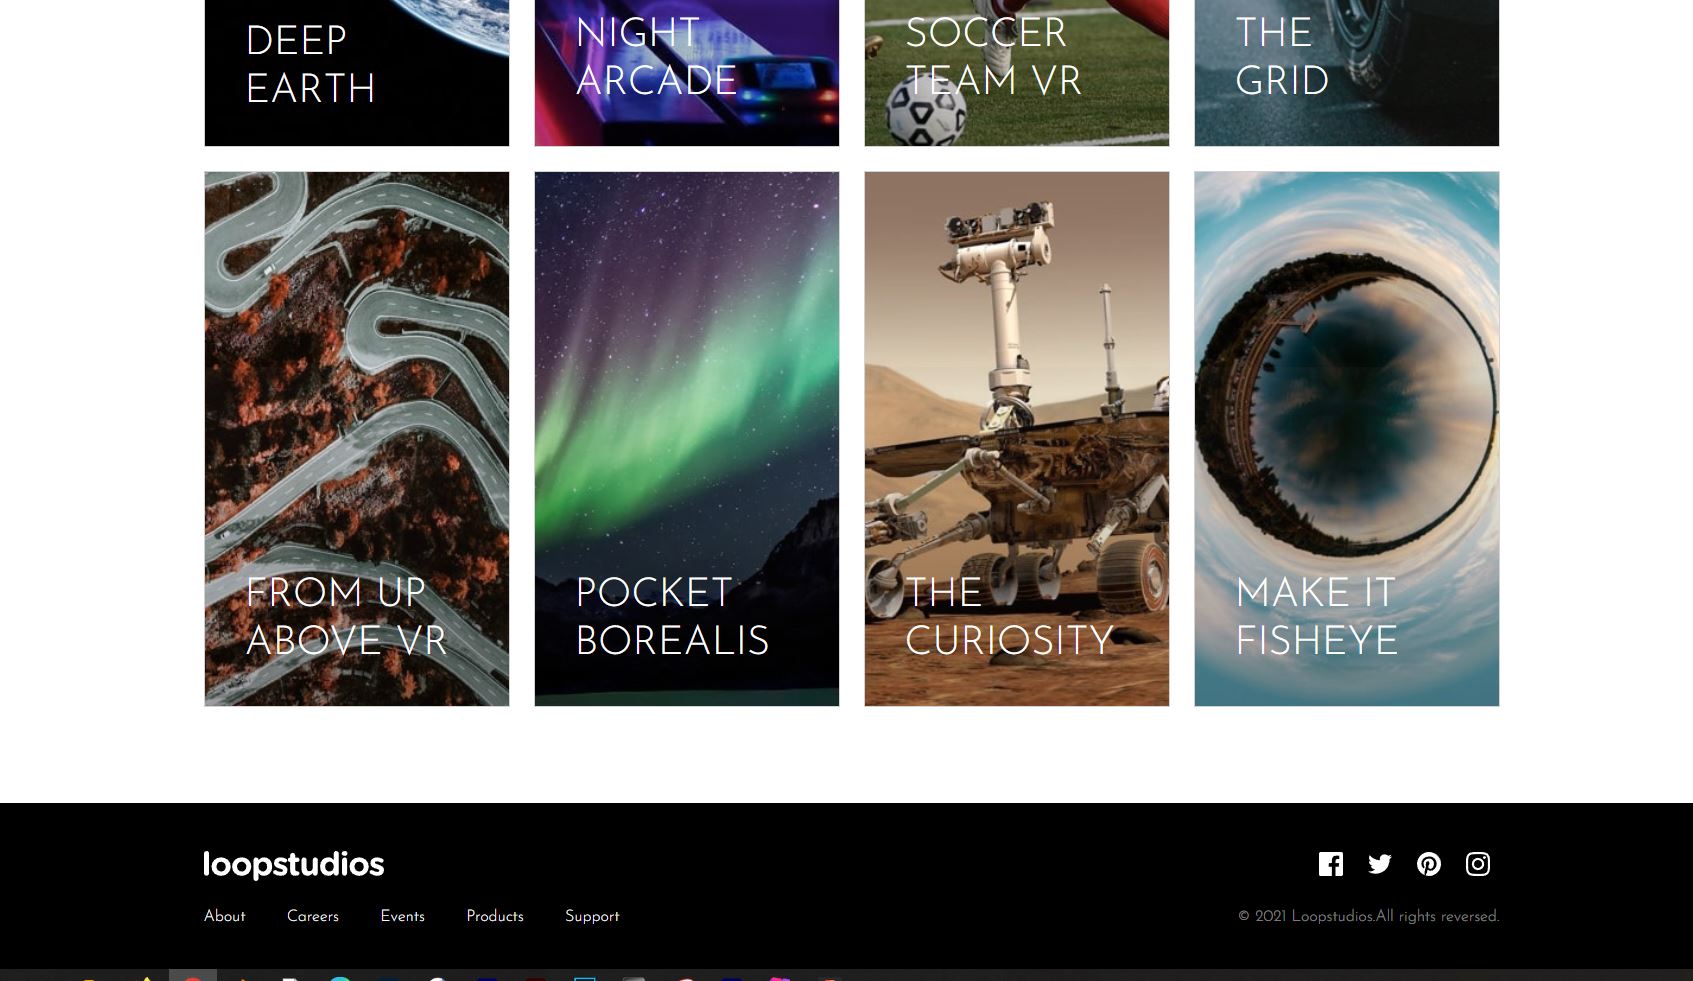 DEEP
EARTH
NIGHT
ARCADE
SOCCER
TEAM VR
THE
GRID
FROM UP
ABOVE VR
POCKET
BOREALIS
THE
CURIOSITY
MAKE IT
FISHEYE
loopstudios
About Careers Events Products Support
© 2021 Loopstudios.All rights reversed.